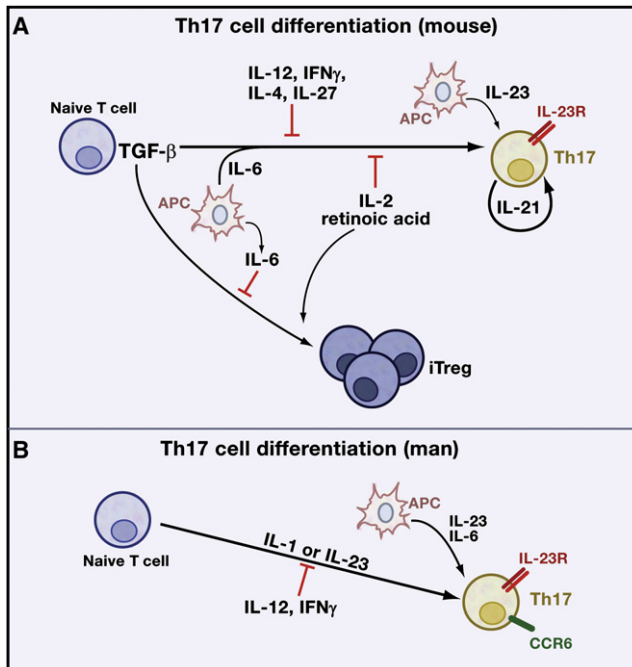 A
Th17 cell differentiation (mouse)
IL-12, IFNγ,
IL-4, IL-27
APC
IL-23
IL-23R
Naive T cell
TGF-β
Th17
IL-6
APC
IL-2
retinoic acid
IL-21
IL-6
iTreg
B
Th17 cell differentiation (man)
APC
IL-23
IL-6
Naive T cell
IL-1 or IL-23
IL-23R
Th17
IL-12, IFNγ
CCR6